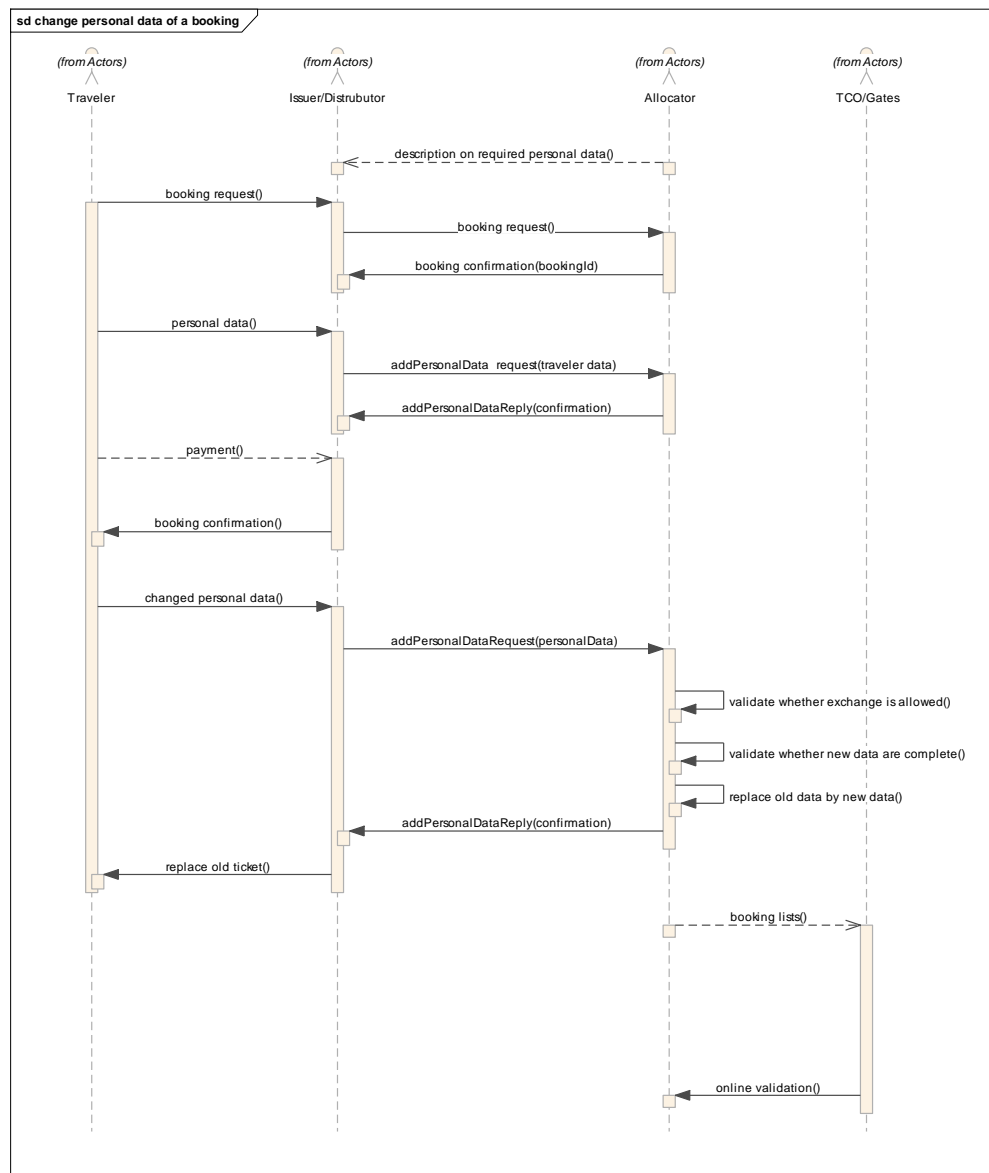 sd change personal data of a booking
(from Actors) (from Actors) (from Actors) (from Actors)
Traveler Issuer/Distrubutor Allocator TCO/Gates
description on required personal data()
booking request()
booking request()
booking confirmation(bookingId)
personal data()
addPersonalData_request(traveler data)
addPersonalDataReply(confirmation)
payment()
booking confirmation()
changed personal data()
addPersonalDataRequest(personalData)
validate whether exchange is allowed()
validate whether new data are complete()
replace old data by new data()
addPersonalDataReply(confirmation)
replace old ticket()
booking lists()
online validation()